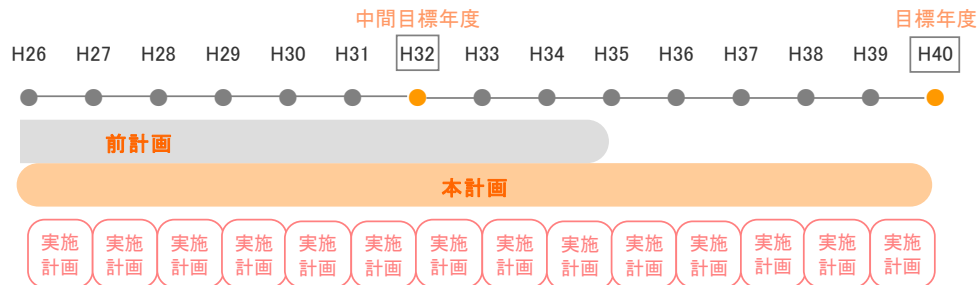 中間目標年度 目標年度
H26 H27 H28 H29 H30 H31 H32 H33 H34 H35 H36 H37 H38 H39 H40
前計画
本計画
実施 実施 実施 実施 実施 実施 実施 実施 実施 実施 実施 実施 実施 実施
計画 計画 計画 計画 計画 計画 計画 計画 計画 計画 計画 計画 計画 計画